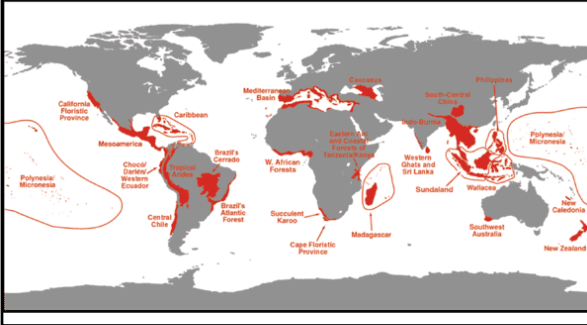 Caucasus
Philippines
Mediterranean
Basin
South-Central
China
California
Floristic
Province
Caribbean
Indo-Burma
Mesoamerica
Eastern Arc
and Coastal
Forests of
Tanzania/Kenya
Polynesia/
Micronesia
Brazil's
Cerrado
Chocó/
Darién/
Western
Ecuador
Tropical
Andes
W. African
Forests
Western
Ghats and
Sri Lanka
Polynesia/
Micronesia
Sundaland
Wallacea
Brazil's
Atlantic
Forest
Central
Chile
Succulent
Karoo
Cape Floristic
Province
Madagascar
New
Caledonia
Southwest
Australia
New Zealand